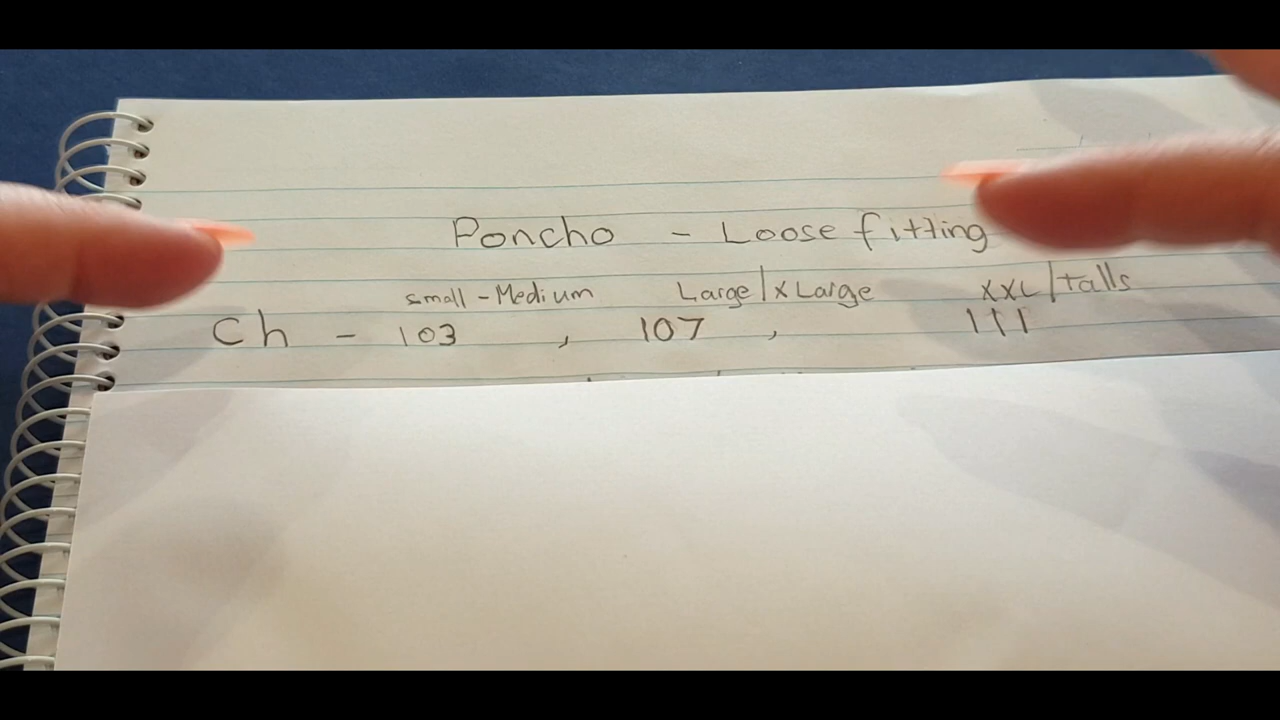 Poncho - Loose fitting
small - Medium Large/x Large XXL/talls
Ch - 103 , 107 , 111